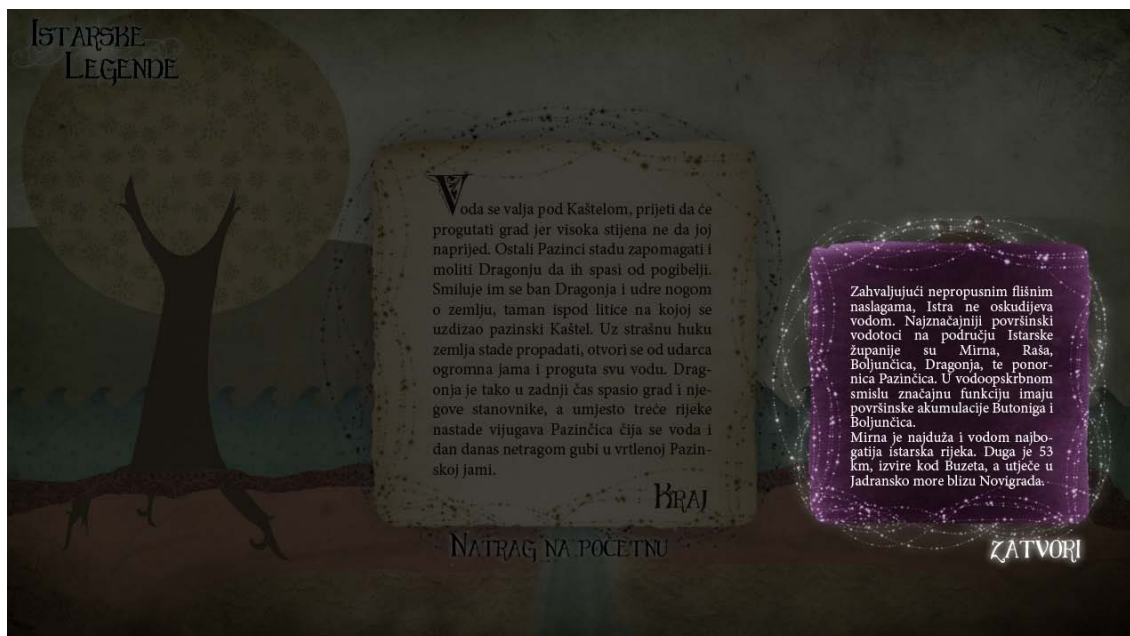 ISTARSKE
LEGENDE
Voda se valja pod Kaštelom, prijeti da će
progutati grad jer visoka stijena ne da joj
naprijed. Ostali Pazinci stadu zapomagati i
moliti Dragonju da ih spasi od pogibelji.
Smiluje im se ban Dragonja i udre nogom
o zemlju, taman ispod litice na kojoj se
uzdizao pazinski Kaštel. Uz strašnu huku
zemlja stade propadati, otvori se od udarca
ogromna jama i proguta svu vodu. Drag-
onja je tako u zadnji čas spasio grad i nje-
gove stanovnike, a umjesto treće rijeke
nastade vijugava Pazinčica čija se voda i
dan danas netragom gubi u vrtlenoj Pazin-
skoj jami.
KRAJ
NATRAG NA POČETNU
Zahvaljujući nepropusnim flišnim
naslagama, Istra ne oskudijeva
vodom. Najznačajniji površinski
vodotoci na području Istarske
županije su Mirna, Raša,
Boljunčica, Dragonja, te ponor-
nica Pazinčica. U vodoopskrbnom
smislu značajnu funkciju imaju
površinske akumulacije Butoniga i
Boljunčica.
Mirna je najduža i vodom najbo-
gatija istarska rijeka. Duga je 53
km, izvire kod Buzeta, a utječe u
Jadransko more blizu Novigrada.
ZATVORI